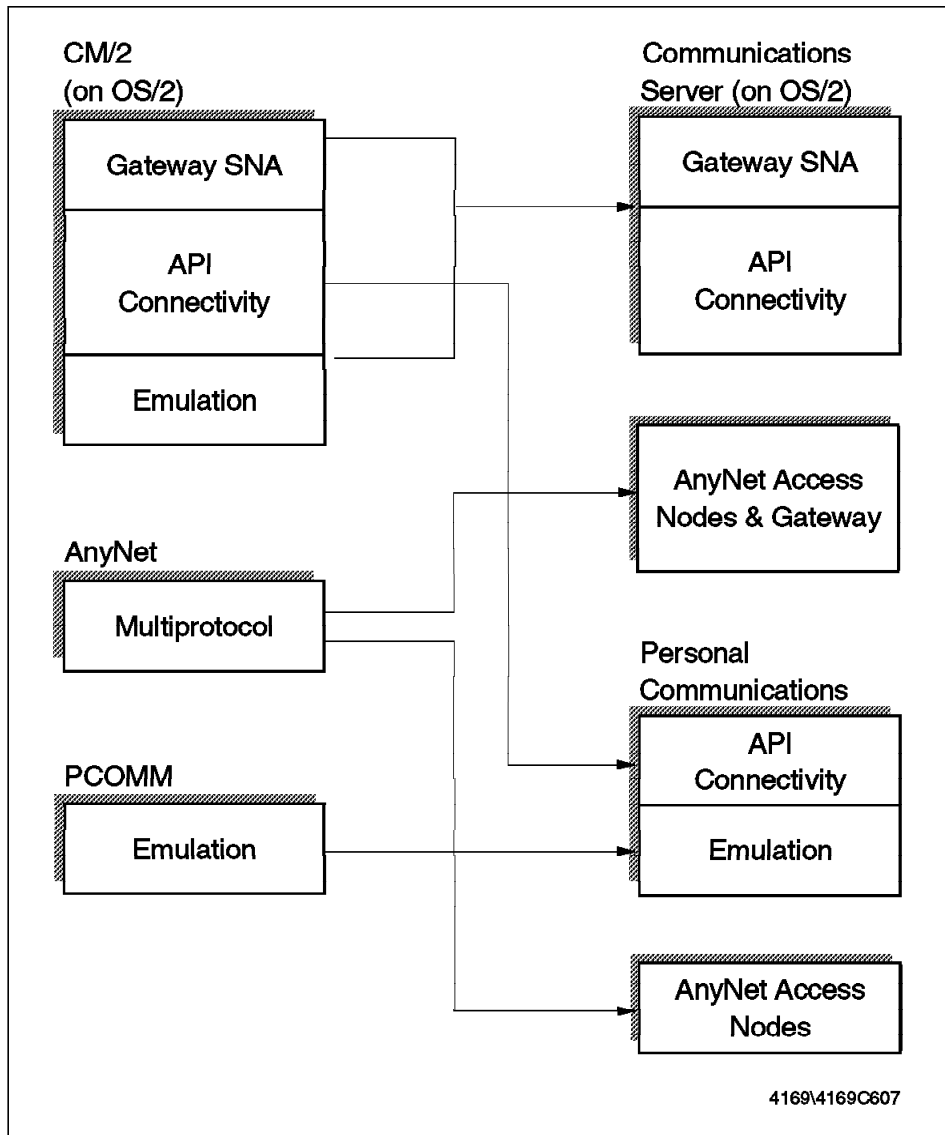 CM/2
(on OS/2)
Gateway SNA
API
Connectivity
Emulation
AnyNet
Multiprotocol
PCOMM
Emulation
Communications
Server (on OS/2)
Gateway SNA
API
Connectivity
AnyNet Access
Nodes & Gateway
Personal
Communications
API
Connectivity
Emulation
AnyNet Access
Nodes
4169\4169C607